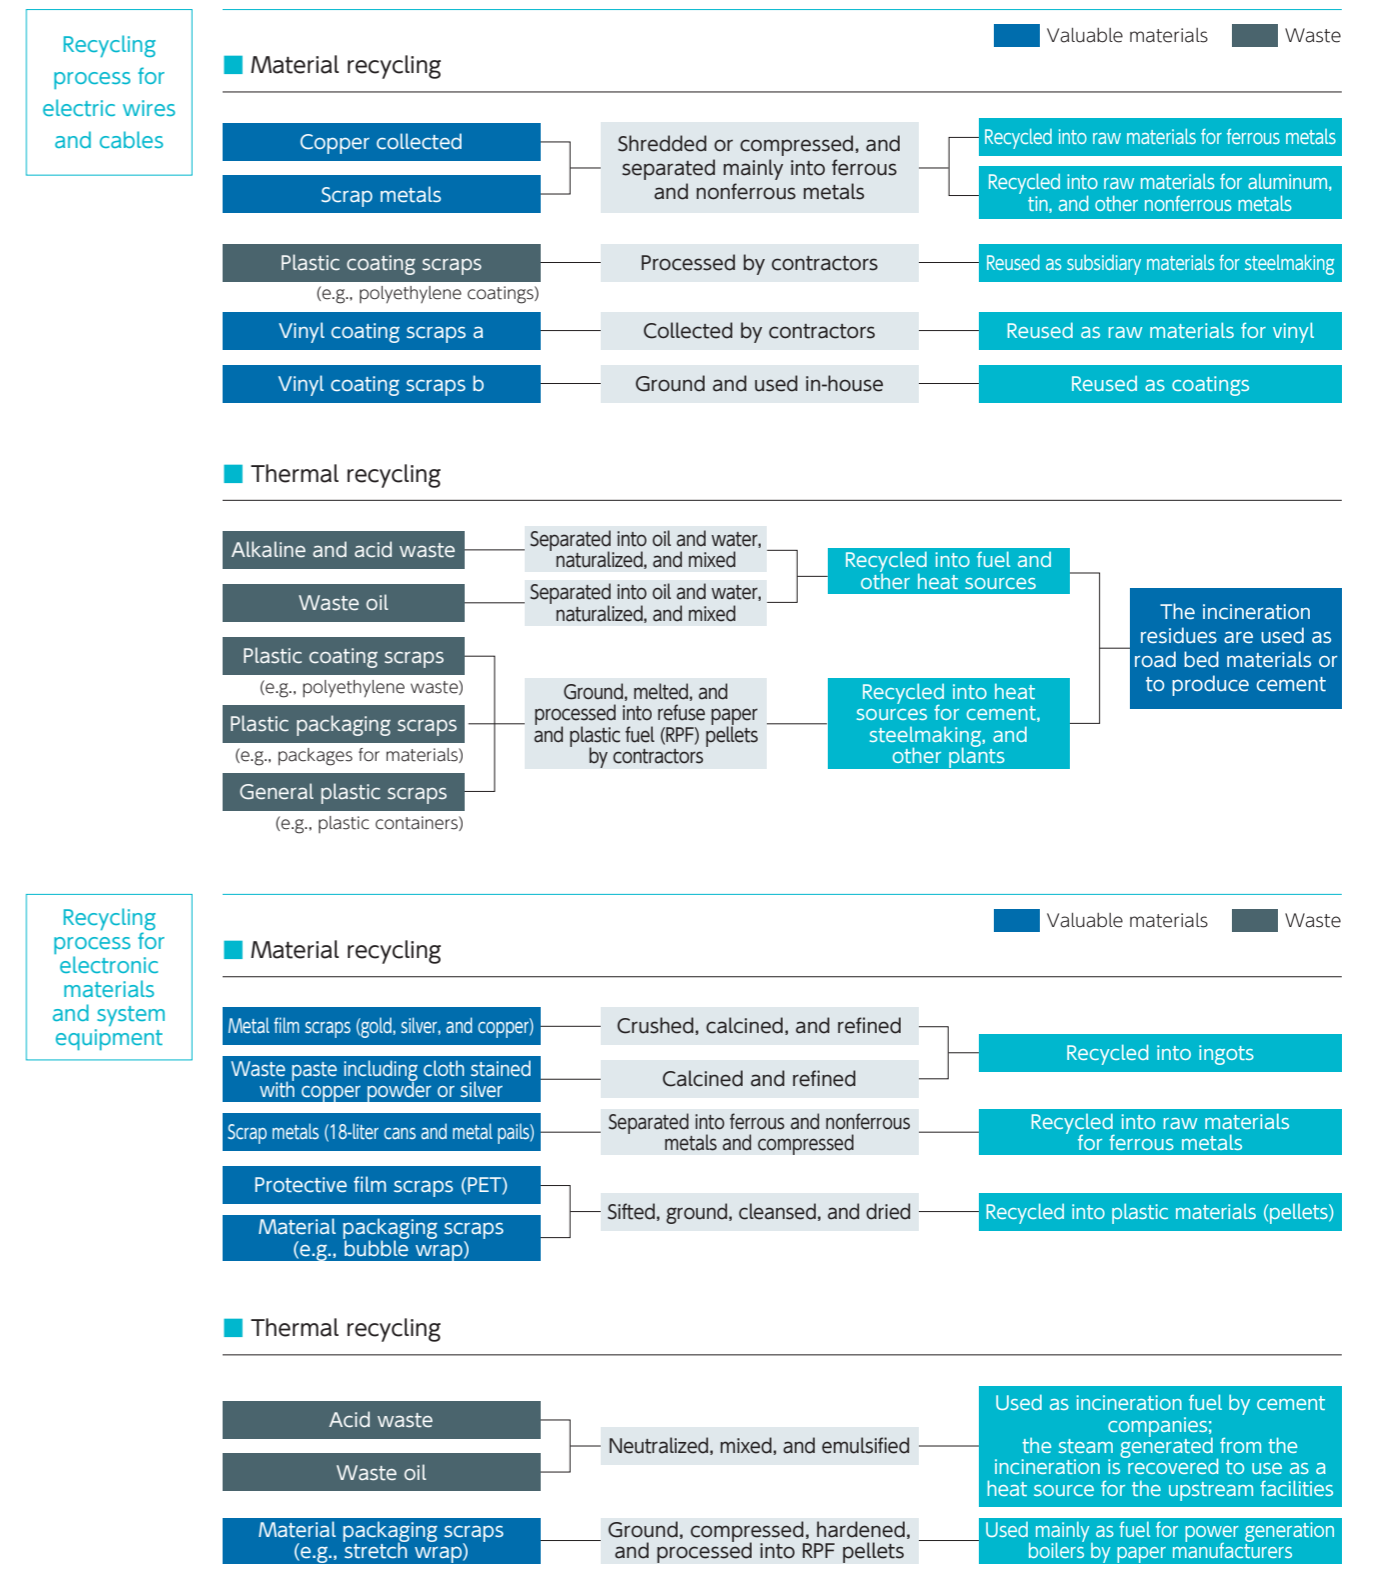 Recycling
process for
electric wires
and cables
Valuable materials
Waste
Material recycling
Copper collected
Scrap metals
Shredded or compressed, and
separated mainly into ferrous
and nonferrous metals
Recycled into raw materials for ferrous metals
Recycled into raw materials for aluminum,
tin, and other nonferrous metals
Plastic coating scraps
(e.g., polyethylene coatings)
Processed by contractors
Reused as subsidiary materials for steelmaking
Vinyl coating scraps a
Collected by contractors
Reused as raw materials for vinyl
Vinyl coating scraps b
Ground and used in-house
Reused as coatings
Thermal recycling
Alkaline and acid waste
Separated into oil and water,
naturalized, and mixed
Waste oil
Separated into oil and water,
naturalized, and mixed
Recycled into fuel and
other heat sources
Plastic coating scraps
(e.g., polyethylene waste)
Plastic packaging scraps
(e.g., packages for materials)
General plastic scraps
(e.g., plastic containers)
Ground, melted, and
processed into refuse paper
and plastic fuel (RPF) pellets
by contractors
Recycled into heat
sources for cement,
steelmaking, and
other plants
The incineration
residues are used as
road bed materials or
to produce cement
Recycling
process for
electronic
materials
and system
equipment
Valuable materials
Waste
Material recycling
Metal film scraps (gold, silver, and copper)
Crushed, calcined, and refined
Waste paste including cloth stained
with copper powder or silver
Calcined and refined
Recycled into ingots
Scrap metals (18-liter cans and metal pails)
Separated into ferrous and nonferrous
metals and compressed
Recycled into raw materials
for ferrous metals
Protective film scraps (PET)
Material packaging scraps
(e.g., bubble wrap)
Sifted, ground, cleansed, and dried
Recycled into plastic materials (pellets)
Thermal recycling
Acid waste
Waste oil
Neutralized, mixed, and emulsified
Used as incineration fuel by cement
companies;
the steam generated from the
incineration is recovered to use as a
heat source for the upstream facilities
Material packaging scraps
(e.g., stretch wrap)
Ground, compressed, hardened,
and processed into RPF pellets
Used mainly as fuel for power generation
boilers by paper manufacturers